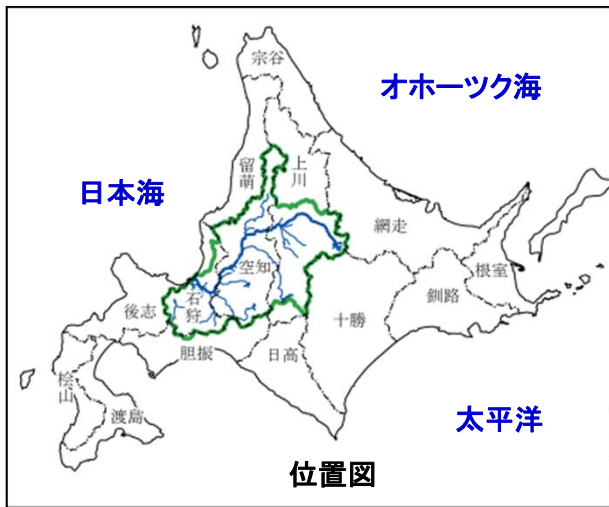 宗谷
オホーツク海
留萌
上川
日本海
網走
空知
根室
石狩
釧路
後志
十勝
胆振
日高
桧山
渡島
太平洋
位置図